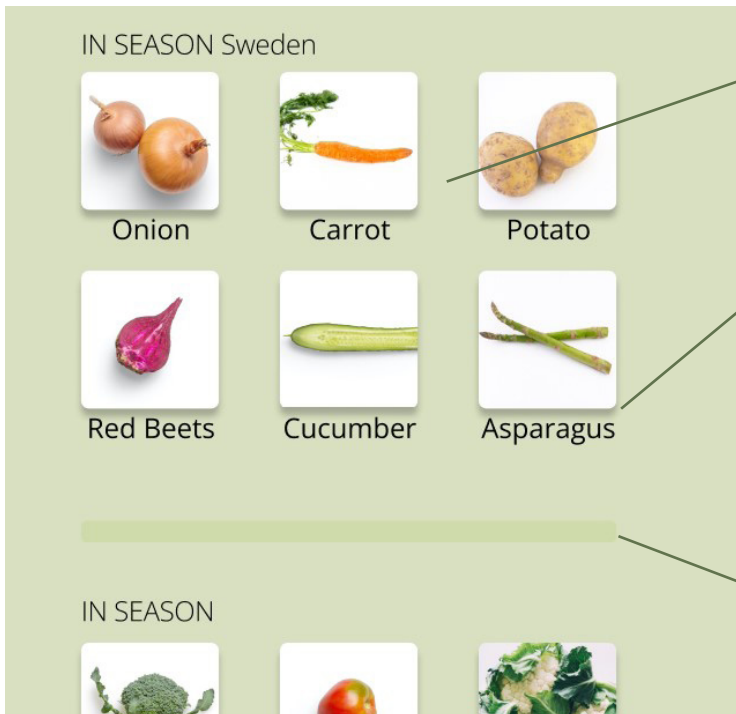 IN SEASON Sweden
Onion Carrot Potato
Red Beets Cucumber Asparagus
IN SEASON